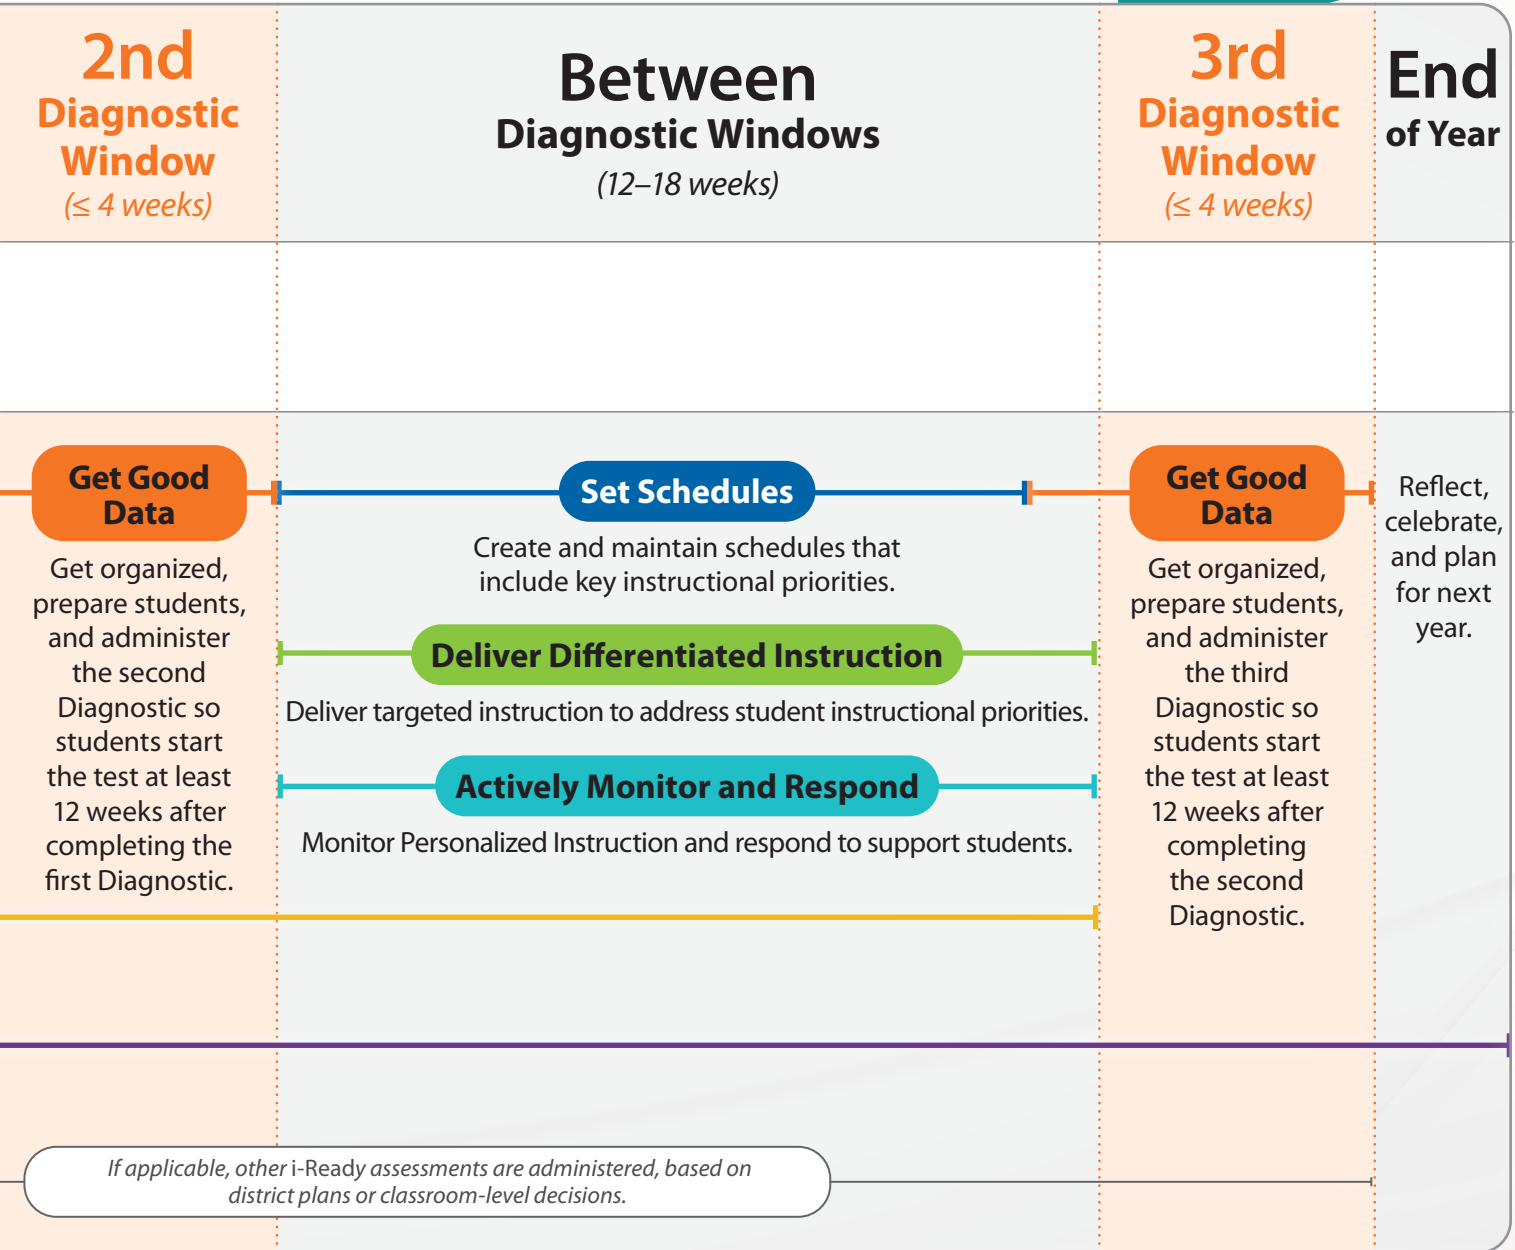 2nd
Diagnostic
Window
(≤ 4 weeks)
Between
Diagnostic Windows
(12–18 weeks)
3rd
Diagnostic
Window
(≤ 4 weeks)
End
of Year
Get Good
Data
Get organized,
prepare students,
and administer
the second
Diagnostic so
students start
the test at least
12 weeks after
completing the
first Diagnostic.
Set Schedules
Create and maintain schedules that
include key instructional priorities.
Deliver Differentiated Instruction
Deliver targeted instruction to address student instructional priorities.
Actively Monitor and Respond
Monitor Personalized Instruction and respond to support students.
Get Good
Data
Get organized,
prepare students,
and administer
the third
Diagnostic so
students start
the test at least
12 weeks after
completing
the second
Diagnostic.
Reflect,
celebrate,
and plan
for next
year.
If applicable, other i-Ready assessments are administered, based on
district plans or classroom-level decisions.